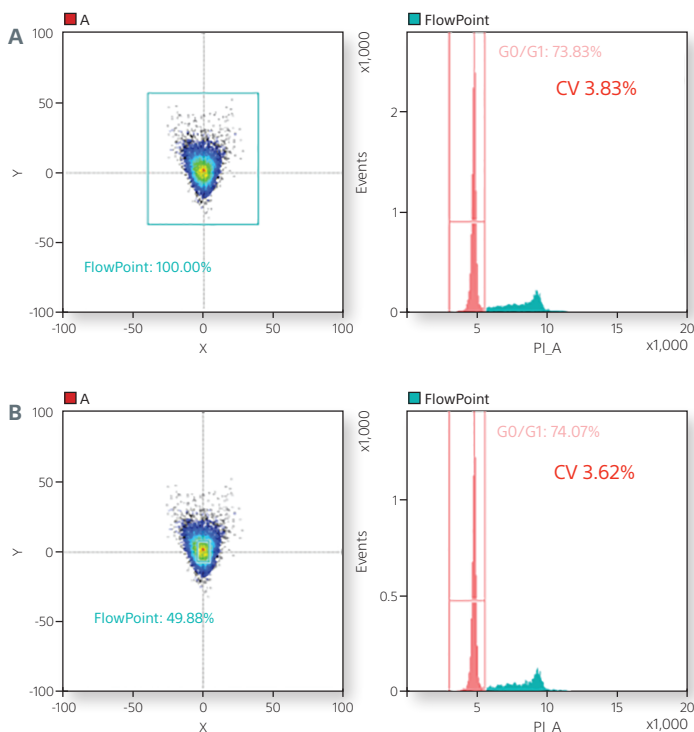 A
A
100
50
0
-50
-100
Y
FlowPoint: 100.00%
-100
-50
0
50
100
X
FlowPoint
x1,000
G0/G1: 73.83%
CV 3.83%
2
1
0
Events
5
10
15
20
PI_A
x1,000
B
A
100
50
0
-50
-100
Y
FlowPoint: 49.88%
-100
-50
0
50
100
X
FlowPoint
x1,000
G0/G1: 74.07%
CV 3.62%
1
0.5
0
Events
5
10
15
20
PI_A
x1,000